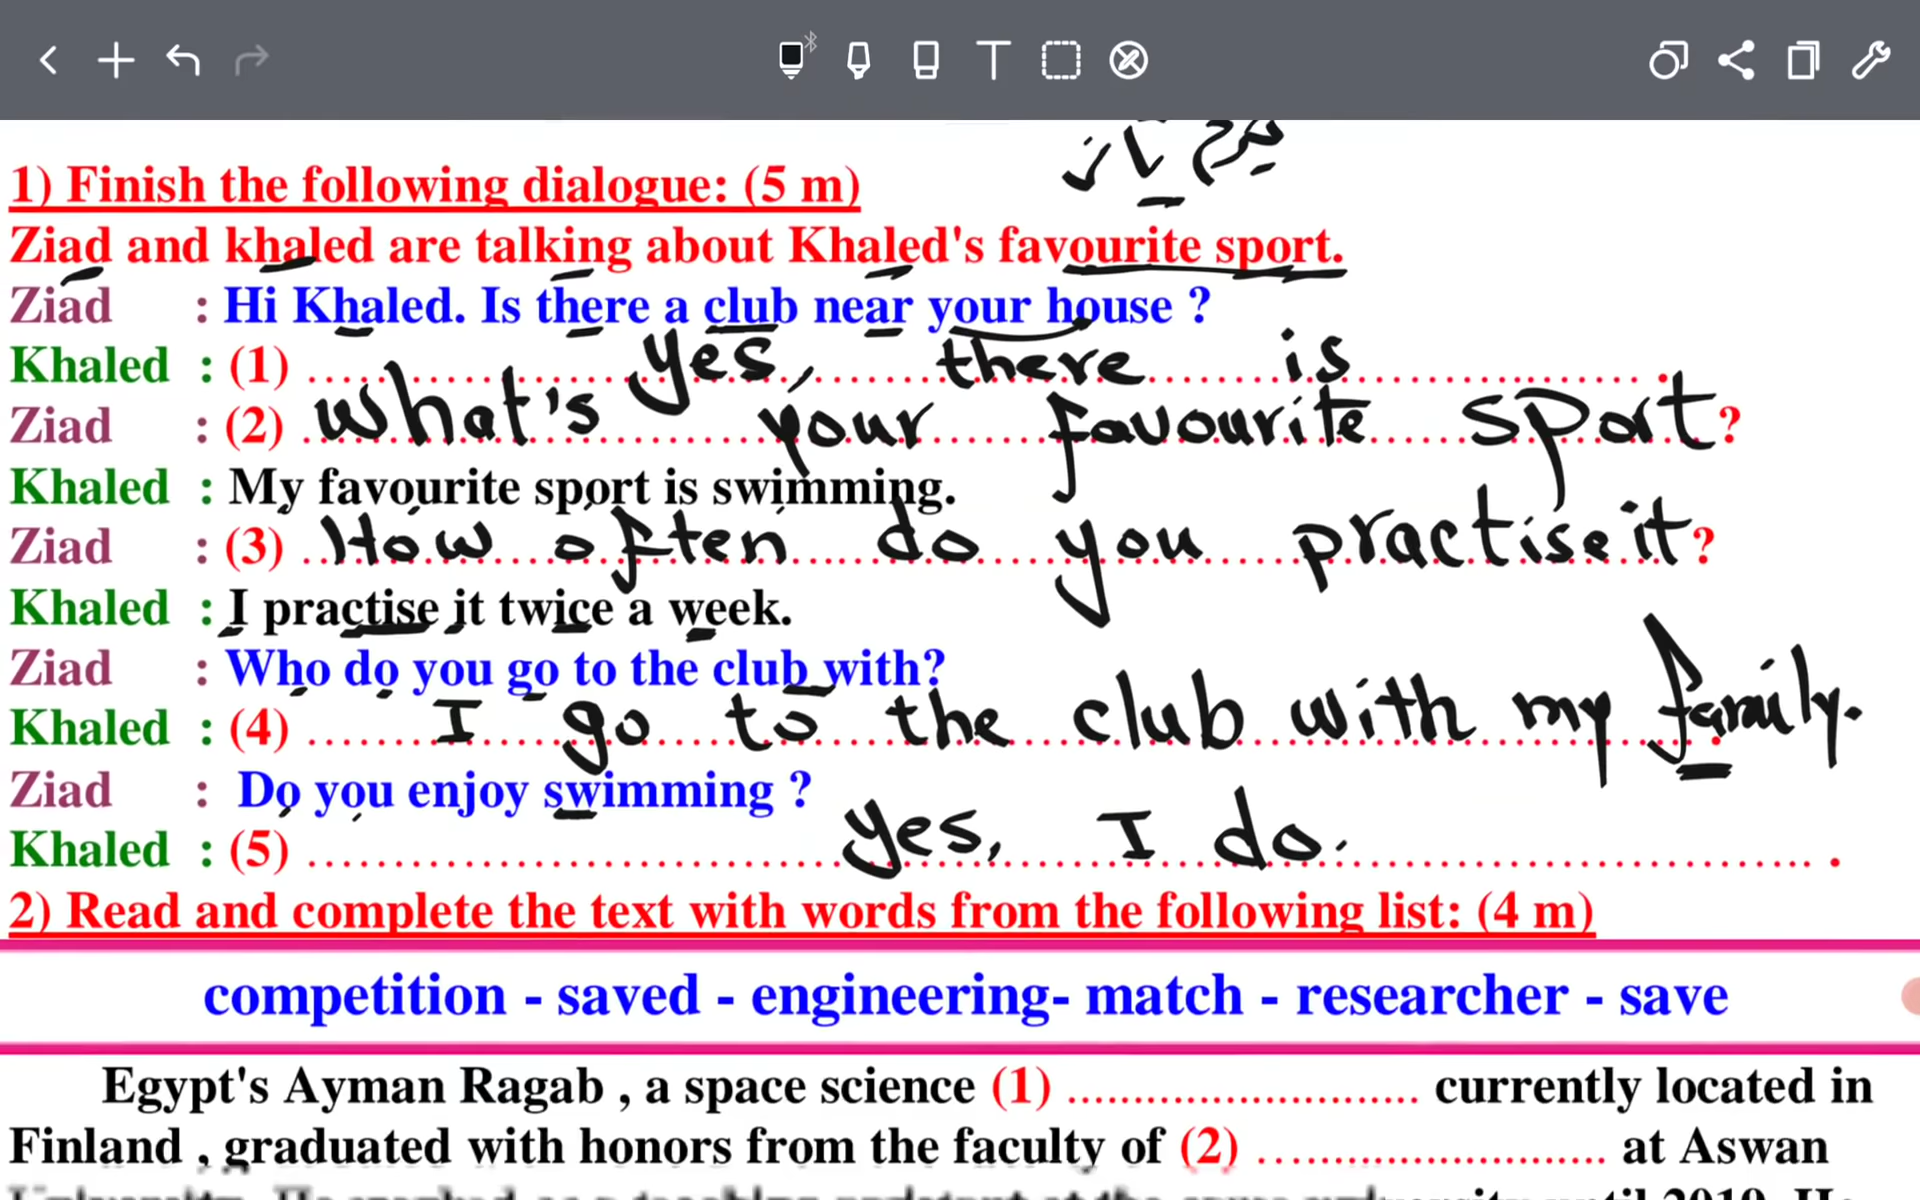 1) Finish the following dialogue: (5 m)
Ziad and khaled are talking about Khaled's favourite sport.
Ziad : Hi Khaled. Is there a club near your house ?
Khaled : (1) yes, there is .
Ziad : (2) What's your favourite sport ?
Khaled : My favourite sport is swimming.
Ziad : (3) How often do you practise it ?
Khaled : I practise it twice a week.
Ziad : Who do you go to the club with?
Khaled : (4) I go to the club with my family.
Ziad : Do you enjoy swimming ?
Khaled : (5) yes, I do. .
2) Read and complete the text with words from the following list: (4 m)
competition - saved - engineering- match - researcher - save
Egypt's Ayman Ragab , a space science (1) .......................... currently located in
Finland , graduated with honors from the faculty of (2) .......................... at Aswan